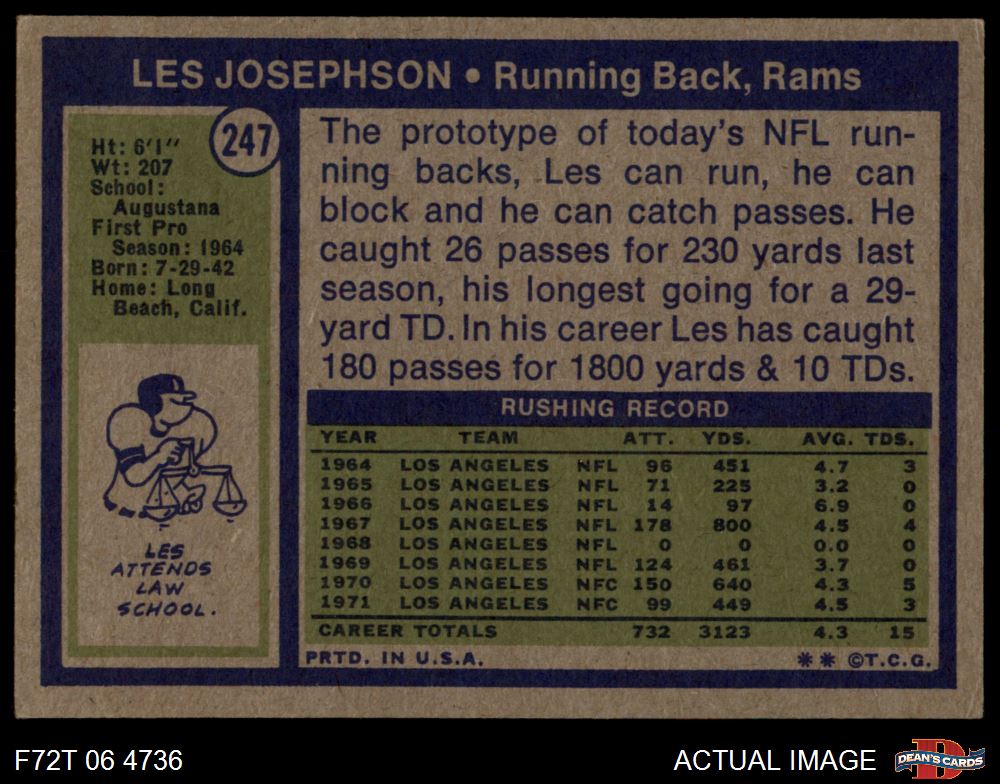 LES JOSEPHSON • Running Back, Rams
247
Ht: 6'1"
Wt: 207
School:
Augustana
First Pro
Season: 1964
Born: 7-29-42
Home: Long
Beach, Calif.
LES
ATTENDS
LAW
SCHOOL.
The prototype of today's NFL run-
ning backs, Les can run, he can
block and he can catch passes. He
caught 26 passes for 230 yards last
season, his longest going for a 29-
yard TD. In his career Les has caught
180 passes for 1800 yards & 10 TDs.
RUSHING RECORD
YEAR TEAM ATT. YDS. AVG. TDS.
1964 LOS ANGELES NFL 96 451 4.7 3
1965 LOS ANGELES NFL 71 225 3.2 0
1966 LOS ANGELES NFL 14 97 6.9 0
1967 LOS ANGELES NFL 178 800 4.5 4
1968 LOS ANGELES NFL 0 0 0.0 0
1969 LOS ANGELES NFL 124 461 3.7 0
1970 LOS ANGELES NFC 150 640 4.3 5
1971 LOS ANGELES NFC 99 449 4.5 3
CAREER TOTALS 732 3123 4.3 15
PRTD. IN U.S.A. ** ©T.C.G.
F72T 06 4736 ACTUAL IMAGE DEAN'S CARDS